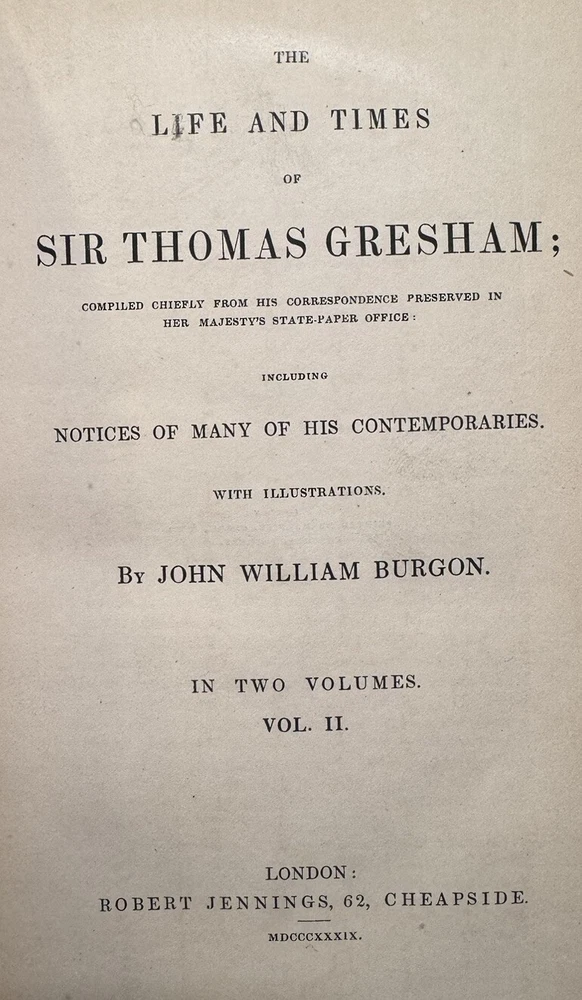 THE
LIFE AND TIMES
OF
SIR THOMAS GRESHAM;
COMPILED CHIEFLY FROM HIS CORRESPONDENCE PRESERVED IN
HER MAJESTY'S STATE-PAPER OFFICE:
INCLUDING
NOTICES OF MANY OF HIS CONTEMPORARIES.
WITH ILLUSTRATIONS.
By JOHN WILLIAM BURGON.
IN TWO VOLUMES.
VOL. II.
LONDON:
ROBERT JENNINGS, 62, CHEAPSIDE.
MDCCCXXXIX.